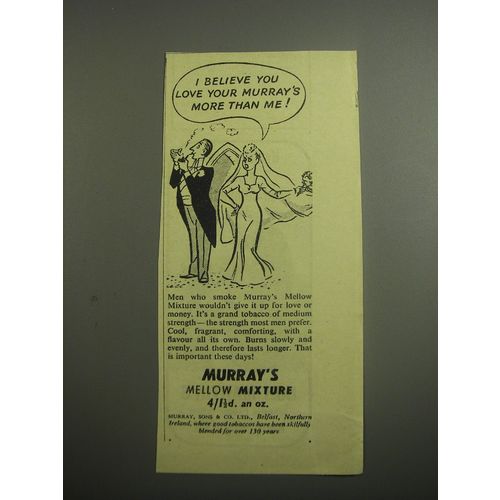 I BELIEVE YOU
LOVE YOUR MURRAY'S
MORE THAN ME!
Men who smoke Murray's Mellow
Mixture wouldn't give it up for love or
money. It's a grand tobacco of medium
strength—the strength most men prefer.
Cool, fragrant, comforting, with a
flavour all its own. Burns slowly and
evenly, and therefore lasts longer. That
is important these days!
MURRAY'S
MELLOW MIXTURE
4/1½d. an oz.
MURRAY, SONS & CO. LTD., Belfast, Northern
Ireland, where good tobaccos have been skilfully
blended for over 130 years